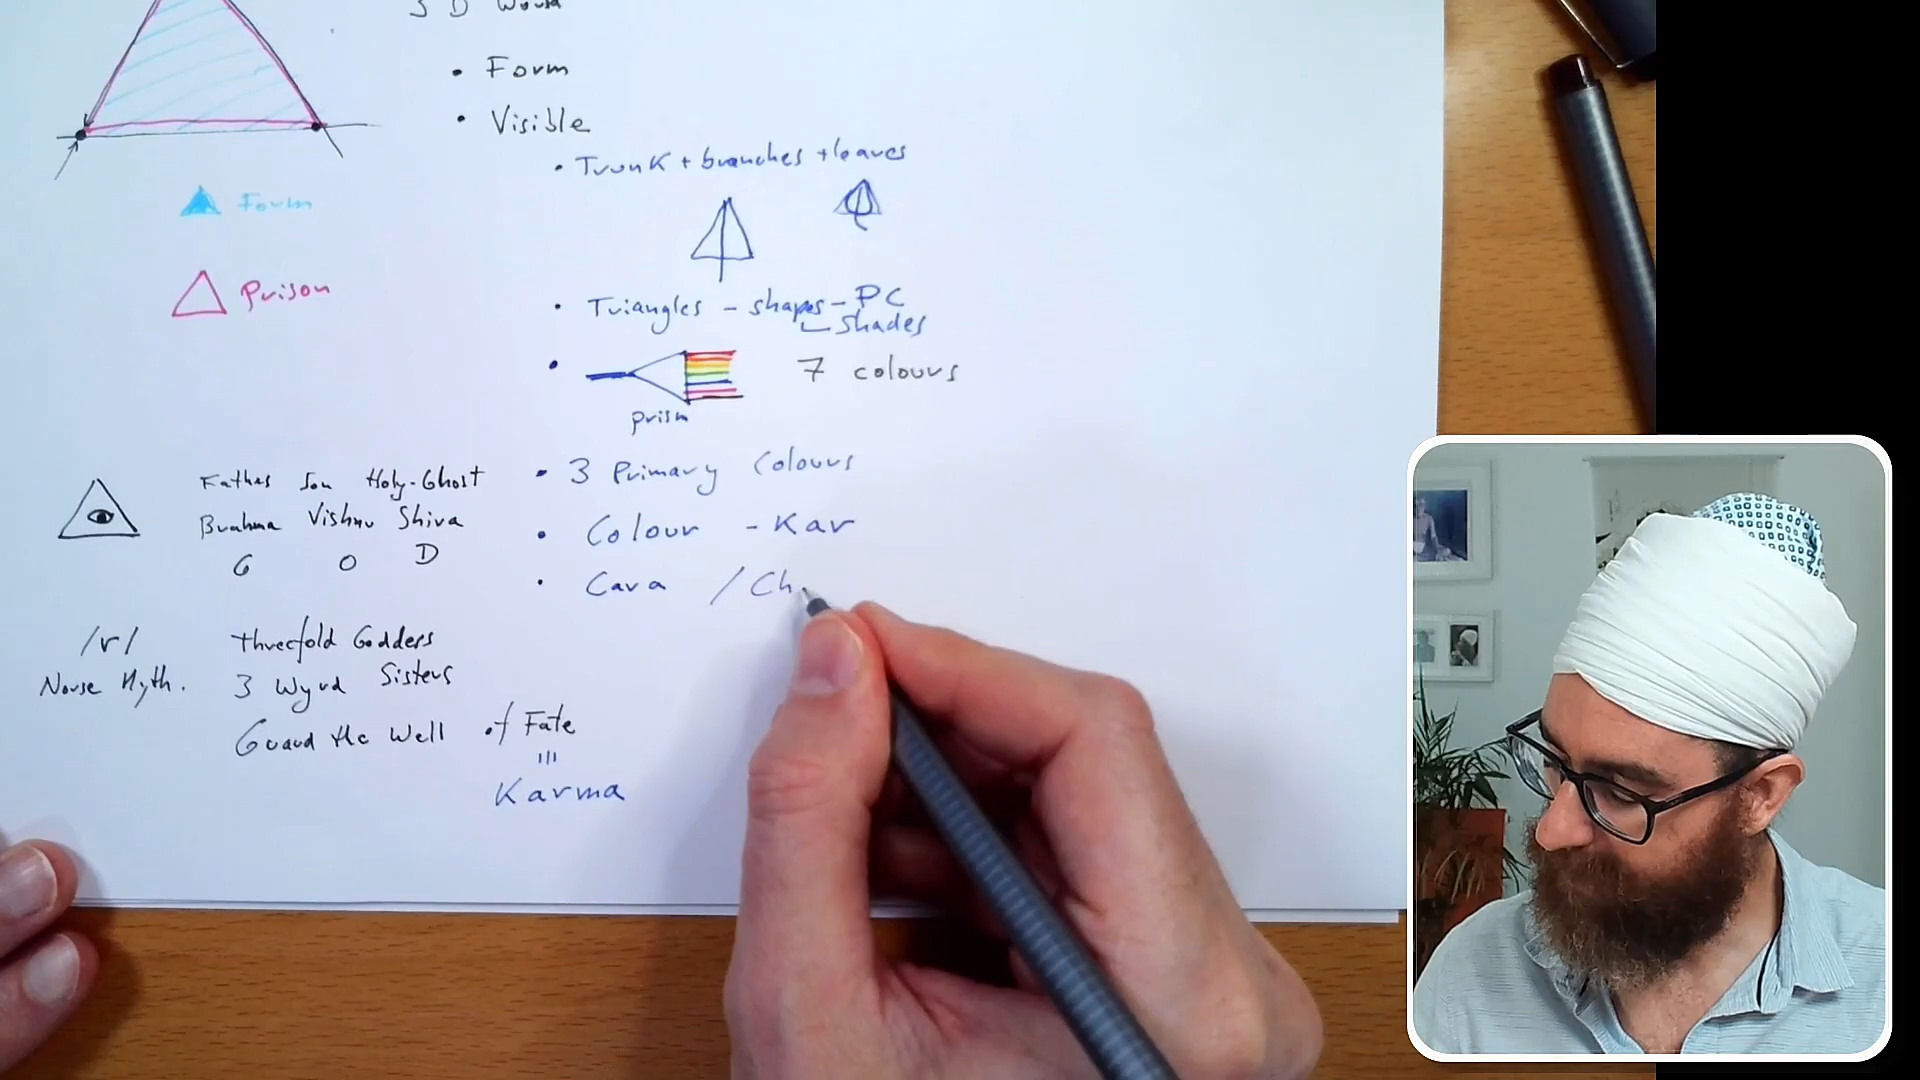 3 D World
• Form
• Visible
• Trunk + branches + leaves
Form
Prison
• Triangles - shapes - PC
shades
7 colours
prism
• 3 Primary Colours
Father Son Holy-Ghost
• Colour - Kar
Brahma Vishnu Shiva
G O D
• Cara / Ch
/r/ threefold Goddess
Norse Myth. 3 Wyrd Sisters
Guard the Well of Fate
Karma